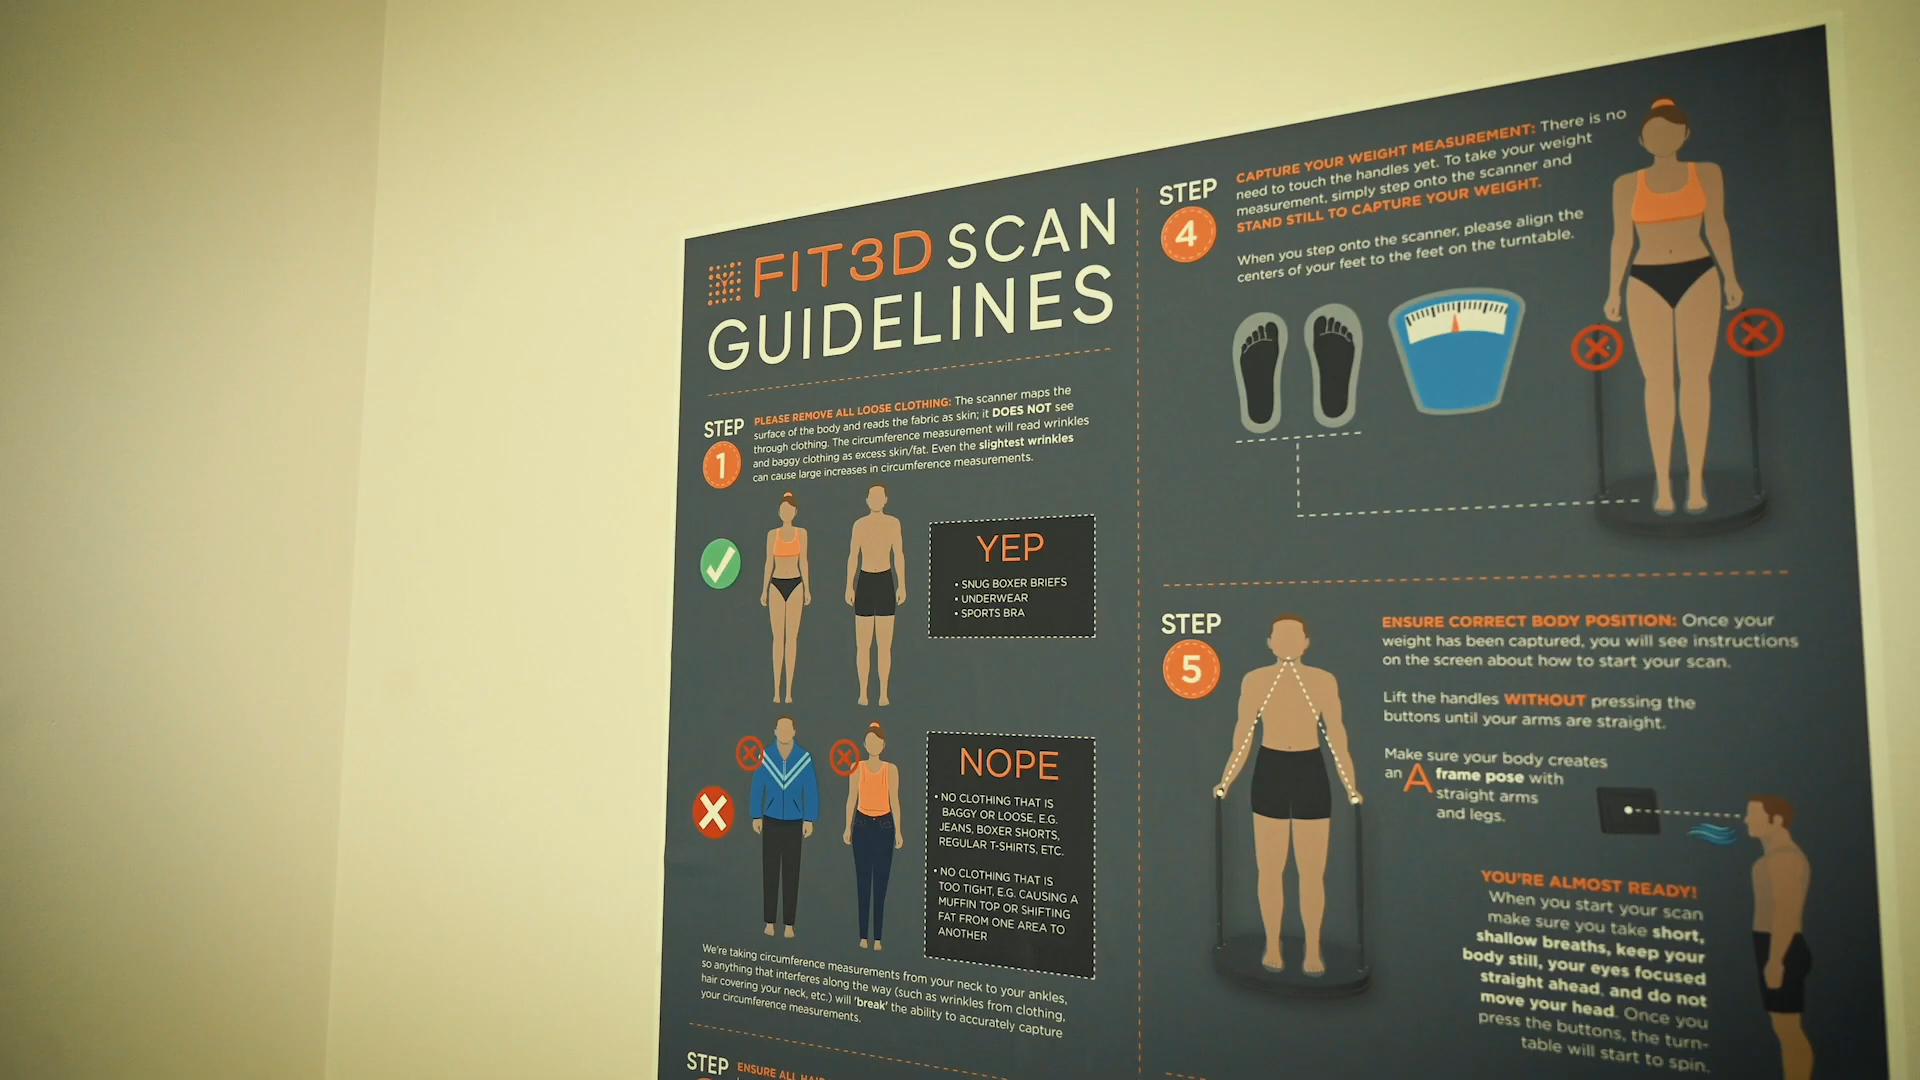 FIT3D SCAN
GUIDELINES
STEP
1
PLEASE REMOVE ALL LOOSE CLOTHING: The scanner maps the
surface of the body and reads the fabric as skin; it DOES NOT see
through clothing. The circumference measurement will read wrinkles
and baggy clothing as excess skin/fat. Even the slightest wrinkles
can cause large increases in circumference measurements.
YEP
• SNUG BOXER BRIEFS
• UNDERWEAR
• SPORTS BRA
NOPE
• NO CLOTHING THAT IS
BAGGY OR LOOSE, E.G.
JEANS, BOXER SHORTS,
REGULAR T-SHIRTS, ETC.
• NO CLOTHING THAT IS
TOO TIGHT, E.G. CAUSING A
MUFFIN TOP OR SHIFTING
FAT FROM ONE AREA TO
ANOTHER
We're taking circumference measurements from your neck to your ankles,
so anything that interferes along the way (such as wrinkles from clothing,
hair covering your neck, etc.) will 'break' the ability to accurately capture
your circumference measurements.
STEP
ENSURE ALL
STEP
4
CAPTURE YOUR WEIGHT MEASUREMENT: There is no
need to touch the handles yet. To take your weight
measurement, simply step onto the scanner and
STAND STILL TO CAPTURE YOUR WEIGHT.
When you step onto the scanner, please align the
centers of your feet to the feet on the turntable.
STEP
5
ENSURE CORRECT BODY POSITION: Once your
weight has been captured, you will see instructions
on the screen about how to start your scan.
Lift the handles WITHOUT pressing the
buttons until your arms are straight.
Make sure your body creates
an A frame pose with
straight arms
and legs.
YOU'RE ALMOST READY!
When you start your scan
make sure you take short,
shallow breaths, keep your
body still, your eyes focused
straight ahead, and do not
move your head. Once you
press the buttons, the turn-
table will start to spin.